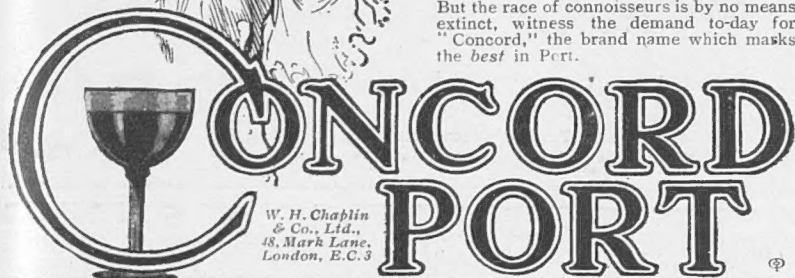 But the race of connoisseurs is by no means
extinct, witness the demand to-day for
"Concord," the brand name which marks
the best in Port.
CONCORD
PORT
W. H. Chaplin
& Co., Ltd.,
48, Mark Lane,
London, E.C. 3